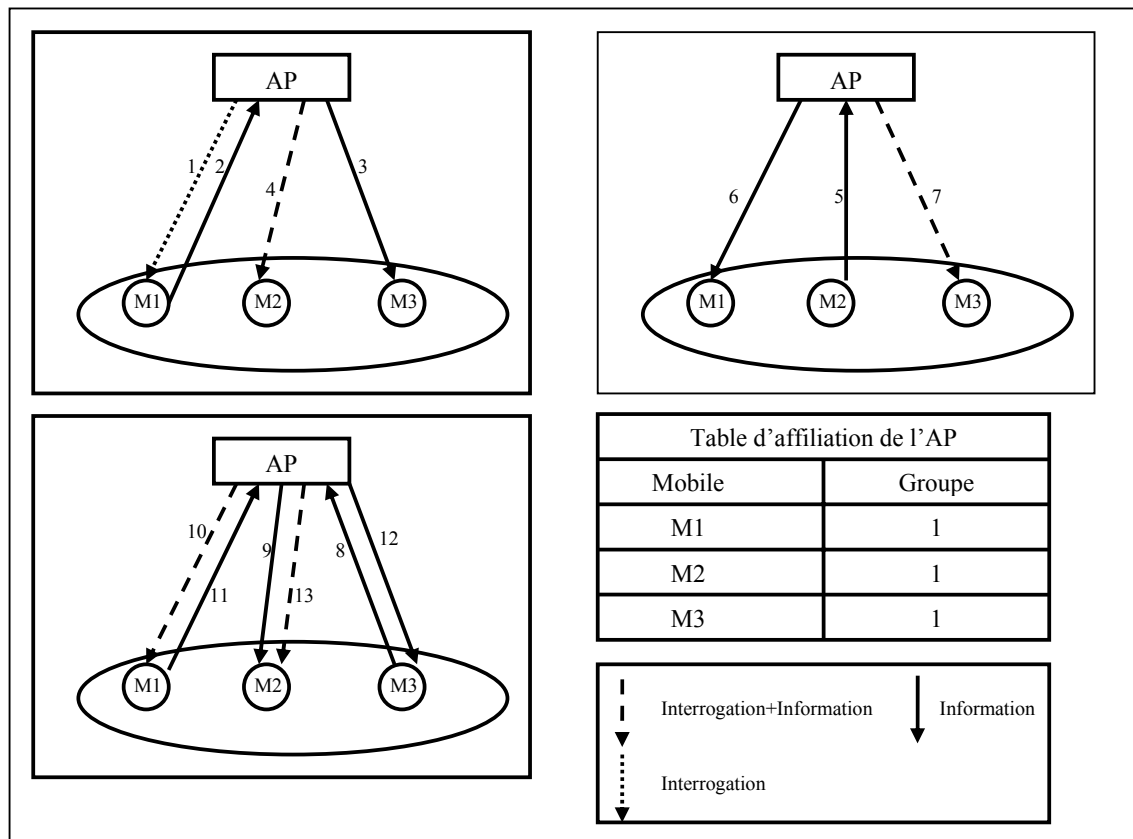 AP
1
2
4
3
M1
M2
M3
AP
6
5
7
M1
M2
M3
AP
10
9
8
12
11
13
M1
M2
M3
Table d'affiliation de l'AP
Mobile Groupe
M1 1
M2 1
M3 1
Interrogation+Information
Information
Interrogation